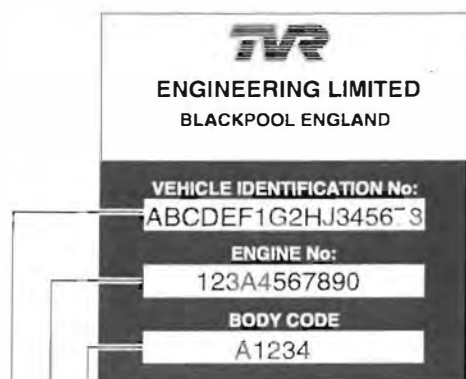 TVR
ENGINEERING LIMITED
BLACKPOOL ENGLAND
VEHICLE IDENTIFICATION No:
ENGINE No:
123A4567890
BODY CODE
A1234